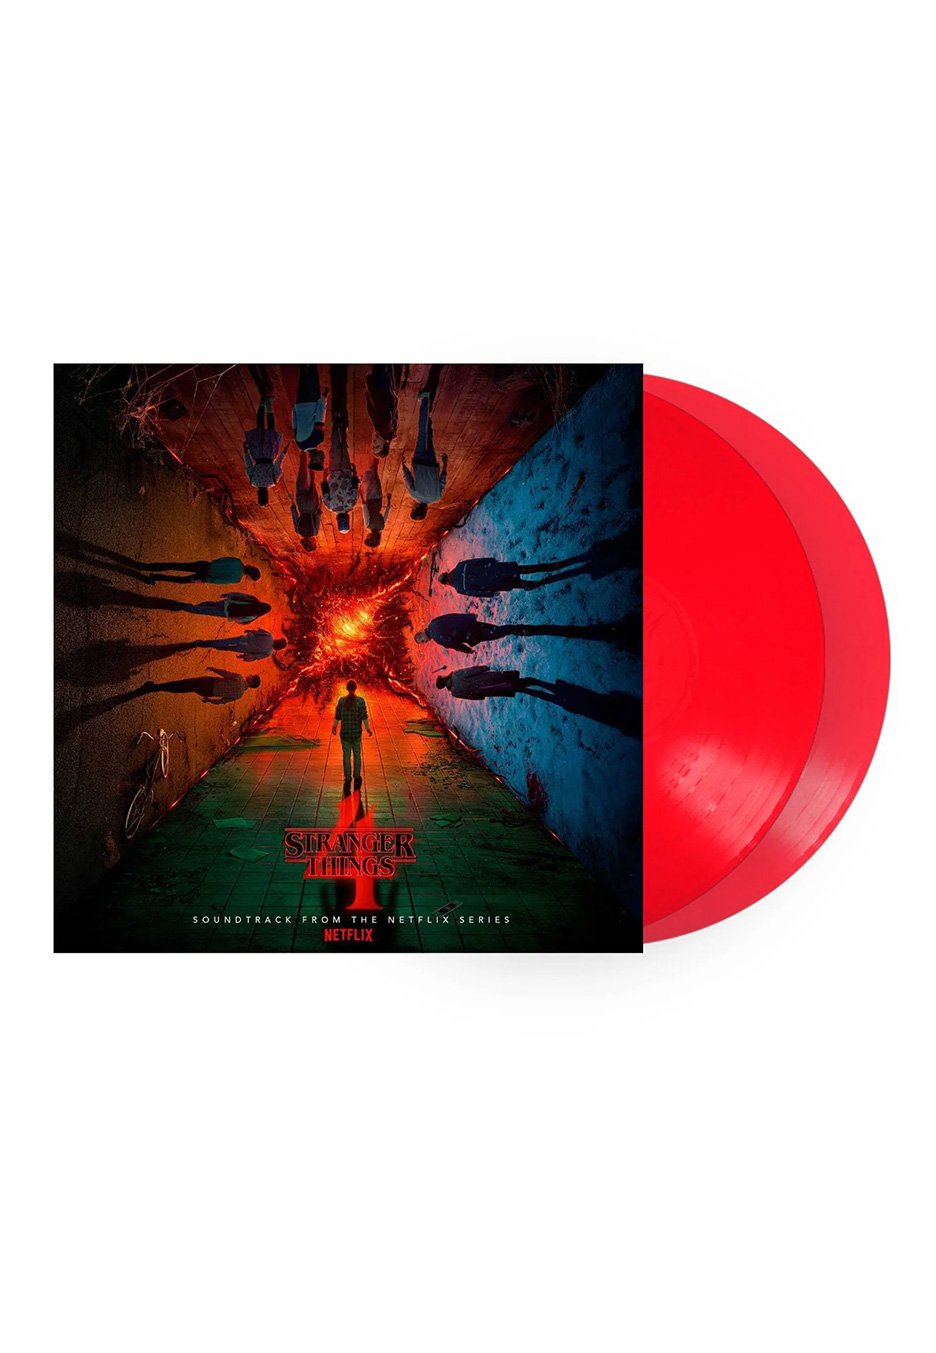 STRANGER
THINGS
4
SOUNDTRACK FROM THE NETFLIX SERIES
NETFLIX